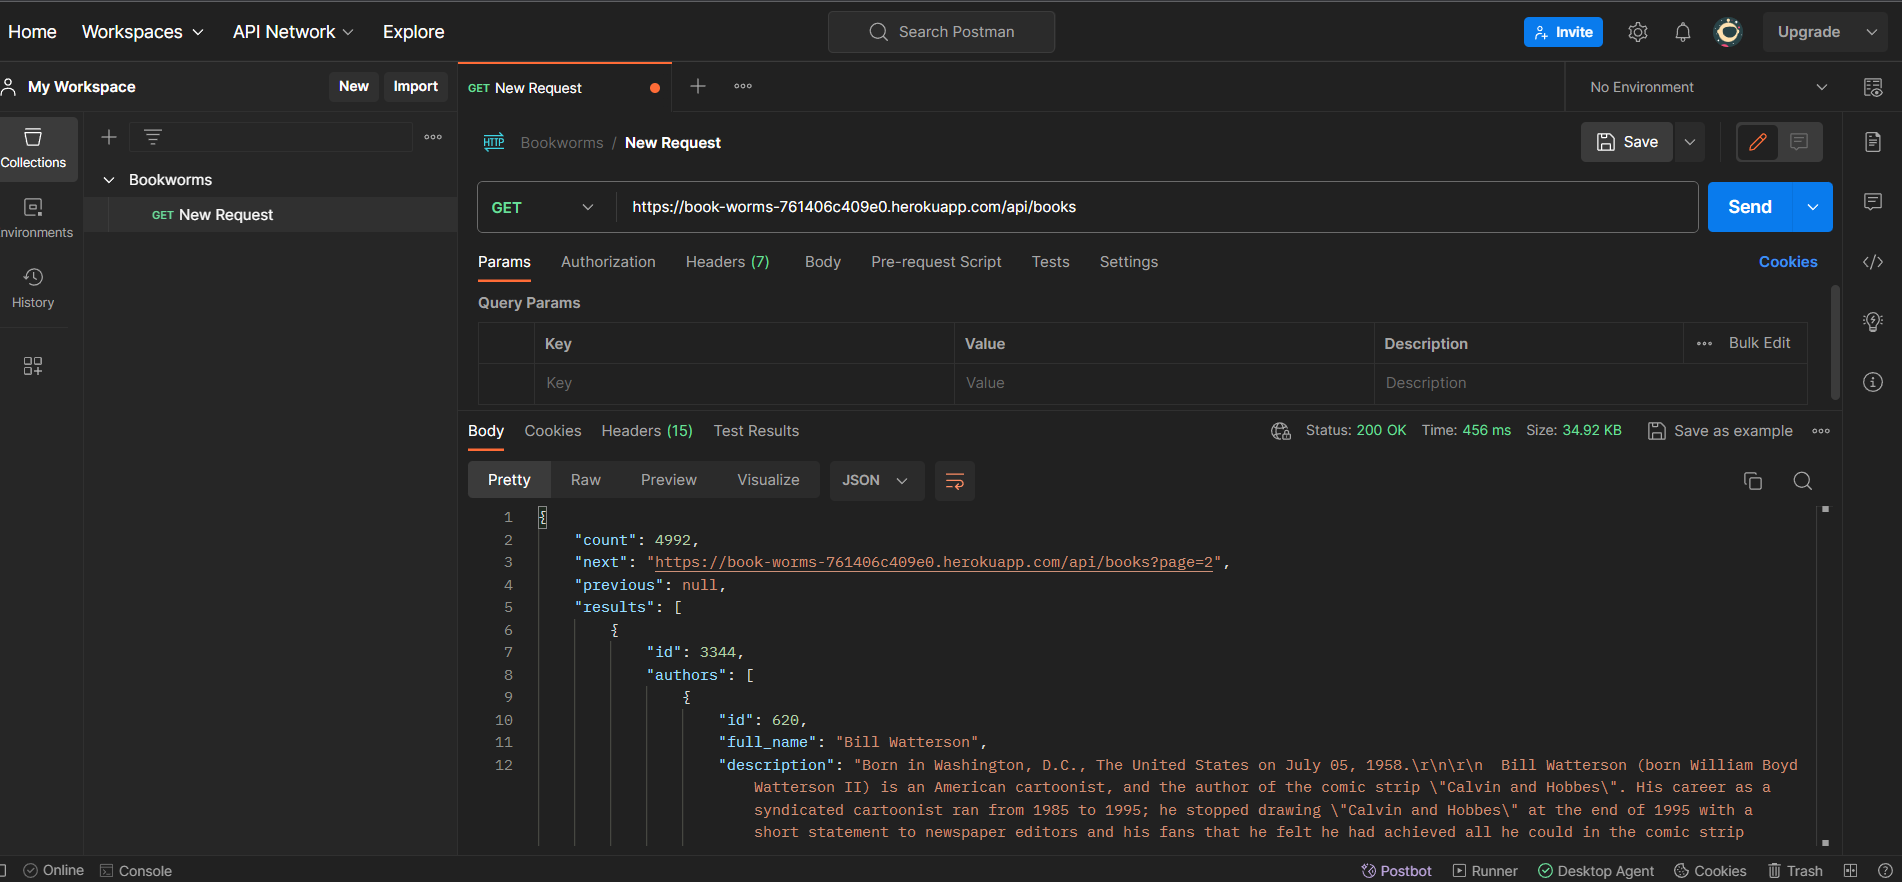 Home Workspaces API Network Explore Search Postman Invite Upgrade
My Workspace New Import GET New Request No Environment
HTTP Bookworms / New Request Save
Collections
Bookworms
GET New Request
GET https://book-worms-761406c409e0.herokuapp.com/api/books Send
nvironments
History
Params Authorization Headers (7) Body Pre-request Script Tests Settings Cookies
Query Params
Key Value Description Bulk Edit
Key Value Description
Body Cookies Headers (15) Test Results Status: 200 OK Time: 456 ms Size: 34.92 KB Save as example
Pretty Raw Preview Visualize JSON
1 {
2 "count": 4992,
3 "next": "https://book-worms-761406c409e0.herokuapp.com/api/books?page=2",
4 "previous": null,
5 "results": [
6 {
7 "id": 3344,
8 "authors": [
9 {
10 "id": 620,
11 "full_name": "Bill Watterson",
12 "description": "Born in Washington, D.C., The United States on July 05, 1958.\r\n\r\n  Bill Watterson (born William Boyd
Watterson II) is an American cartoonist, and the author of the comic strip \"Calvin and Hobbes\". His career as a
syndicated cartoonist ran from 1985 to 1995; he stopped drawing \"Calvin and Hobbes\" at the end of 1995 with a
short statement to newspaper editors and his fans that he felt he had achieved all he could in the comic strip
Online Console Postbot Runner Desktop Agent Cookies Trash